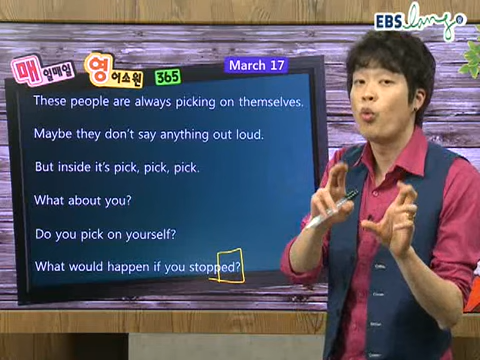 EBSlang
매일매일
영어소원
365
March 17
These people are always picking on themselves.
Maybe they don't say anything out loud.
But inside it's pick, pick, pick.
What about you?
Do you pick on yourself?
What would happen if you stopped?